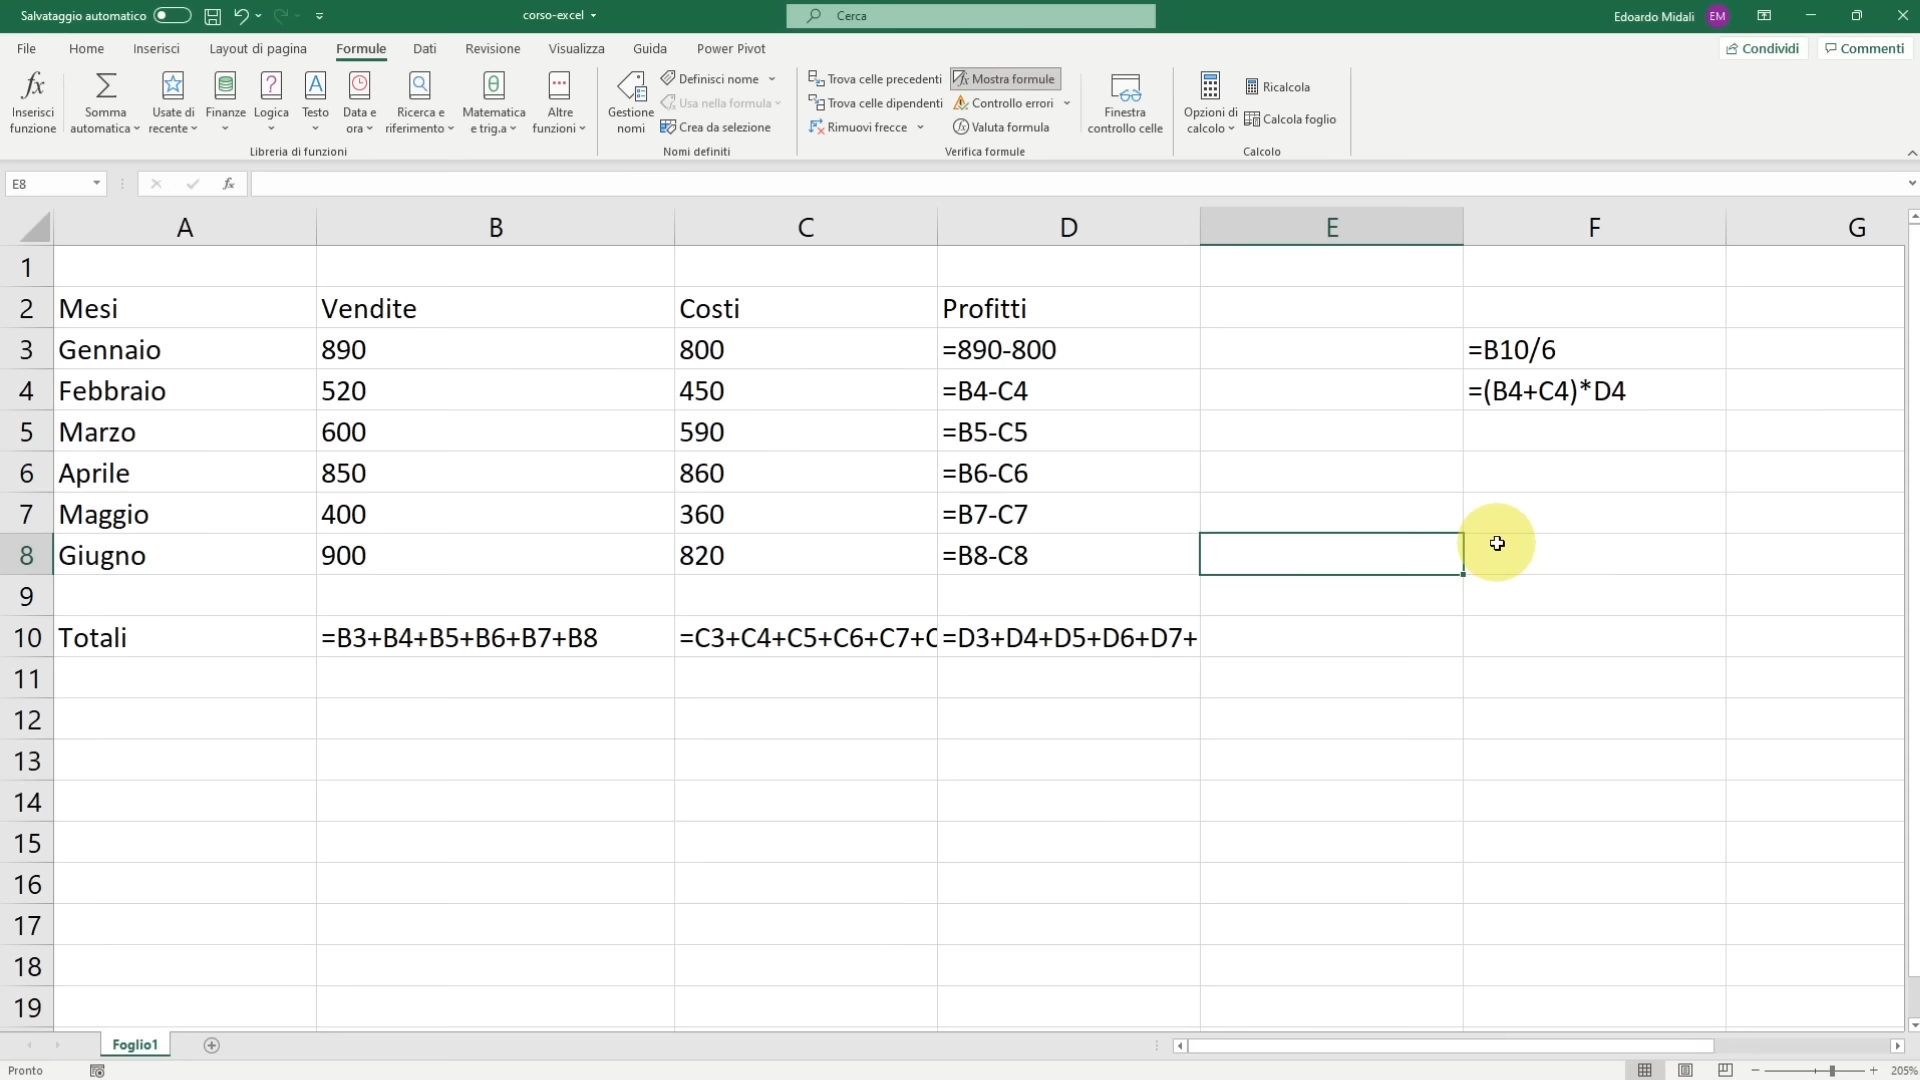 Salvataggio automatico
corso-excel
Cerca
Edoardo Midali
EM
File Home Inserisci Layout di pagina Formule Dati Revisione Visualizza Guida Power Pivot
Condividi
Commenti
Inserisci funzione
Somma automatica
Usate di recente
Finanze
Logica
Testo
Data e ora
Ricerca e riferimento
Matematica e trig.a
Altre funzioni
Libreria di funzioni
Gestione nomi
Definisci nome
Usa nella formula
Crea da selezione
Nomi definiti
Trova celle precedenti
Trova celle dipendenti
Rimuovi frecce
Mostra formule
Controllo errori
Valuta formula
Verifica formule
Finestra controllo celle
Opzioni di calcolo
Ricalcola
Calcola foglio
Calcolo
E8
fx
A B C D E F G
1
2 Mesi Vendite Costi Profitti
3 Gennaio 890 800 =890-800 =B10/6
4 Febbraio 520 450 =B4-C4 =(B4+C4)*D4
5 Marzo 600 590 =B5-C5
6 Aprile 850 860 =B6-C6
7 Maggio 400 360 =B7-C7
8 Giugno 900 820 =B8-C8
9
10 Totali =B3+B4+B5+B6+B7+B8 =C3+C4+C5+C6+C7+C =D3+D4+D5+D6+D7+
11
12
13
14
15
16
17
18
19
Foglio1
Pronto
205%